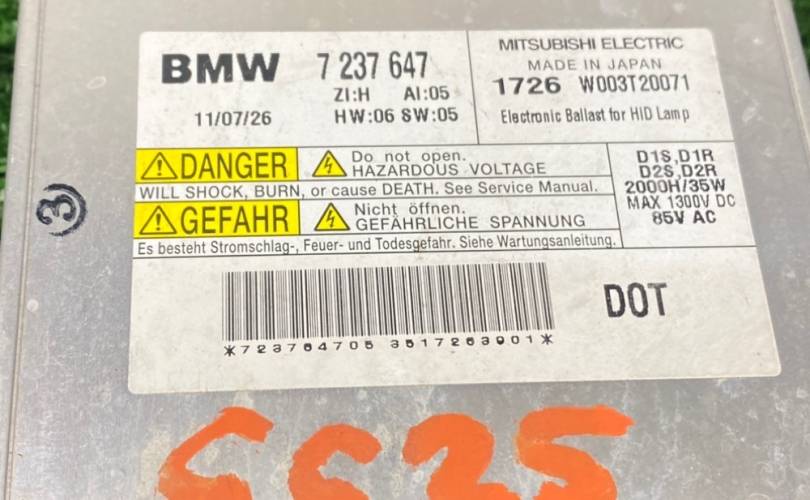 BMW 7 237 647
ZI:H AI:05
11/07/26 HW:06 SW:05
MITSUBISHI ELECTRIC
MADE IN JAPAN
1726 W003T20071
Electronic Ballast for HID Lamp
DANGER Do not open.
HAZARDOUS VOLTAGE
WILL SHOCK, BURN, or cause DEATH. See Service Manual.
GEFAHR Nicht öffnen.
GEFÄHRLICHE SPANNUNG
Es besteht Stromschlag-, Feuer- und Todesgefahr. Siehe Wartungsanleitung.
D1S,D1R
D2S,D2R
2000H/35W
MAX 1300V DC
85V AC
3
DOT
*723764705 3517263901*